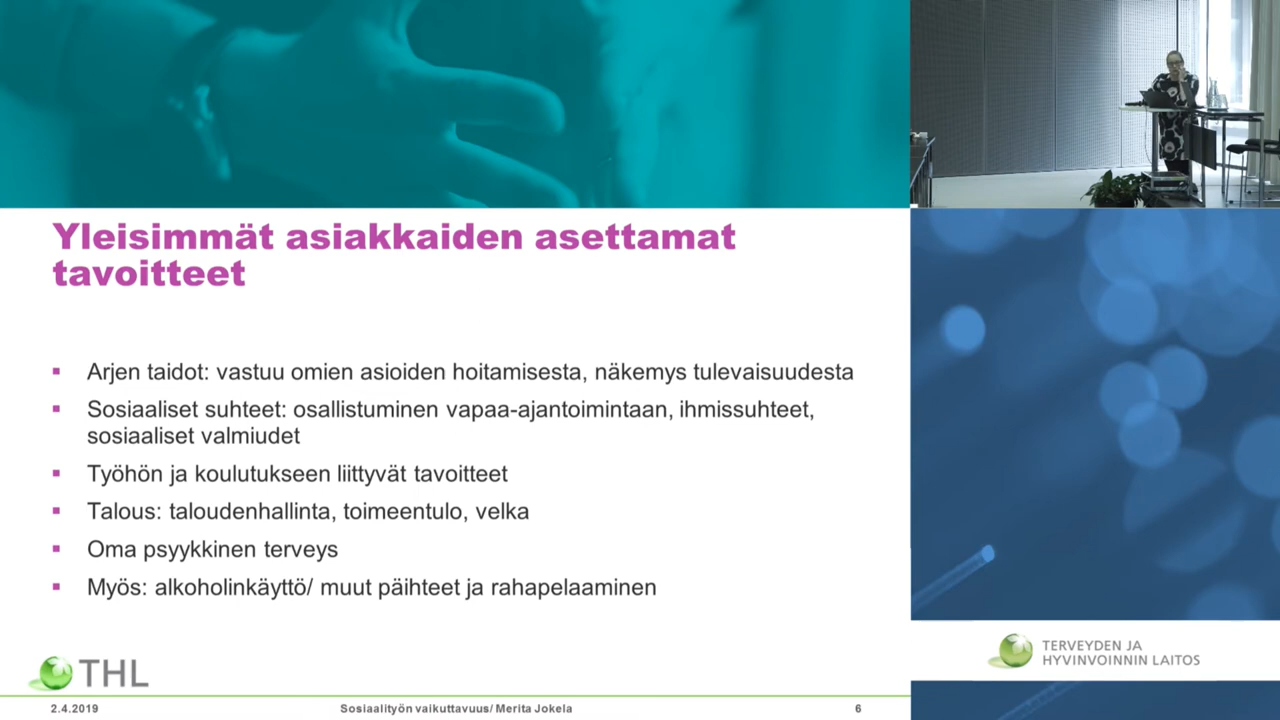 Yleisimmät asiakkaiden asettamat
tavoitteet
▪ Arjen taidot: vastuu omien asioiden hoitamisesta, näkemys tulevaisuudesta
▪ Sosiaaliset suhteet: osallistuminen vapaa-ajantoimintaan, ihmissuhteet,
sosiaaliset valmiudet
▪ Työhön ja koulutukseen liittyvät tavoitteet
▪ Talous: taloudenhallinta, toimeentulo, velka
▪ Oma psyykkinen terveys
▪ Myös: alkoholinkäyttö/ muut päihteet ja rahapelaaminen
THL
2.4.2019 Sosiaalityön vaikuttavuus/ Merita Jokela 6
TERVEYDEN JA
HYVINVOINNIN LAITOS